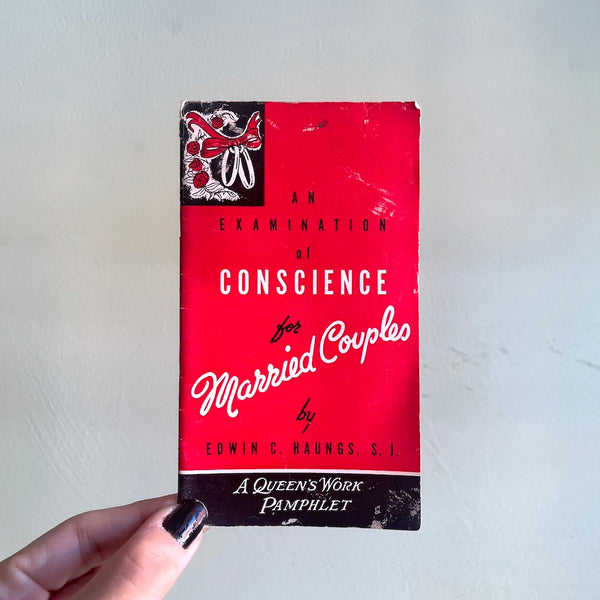 AN
EXAMINATION
of
CONSCIENCE
for
Married Couples
by
EDWIN C. HAUNGS, S. J.
A QUEEN'S WORK
PAMPHLET